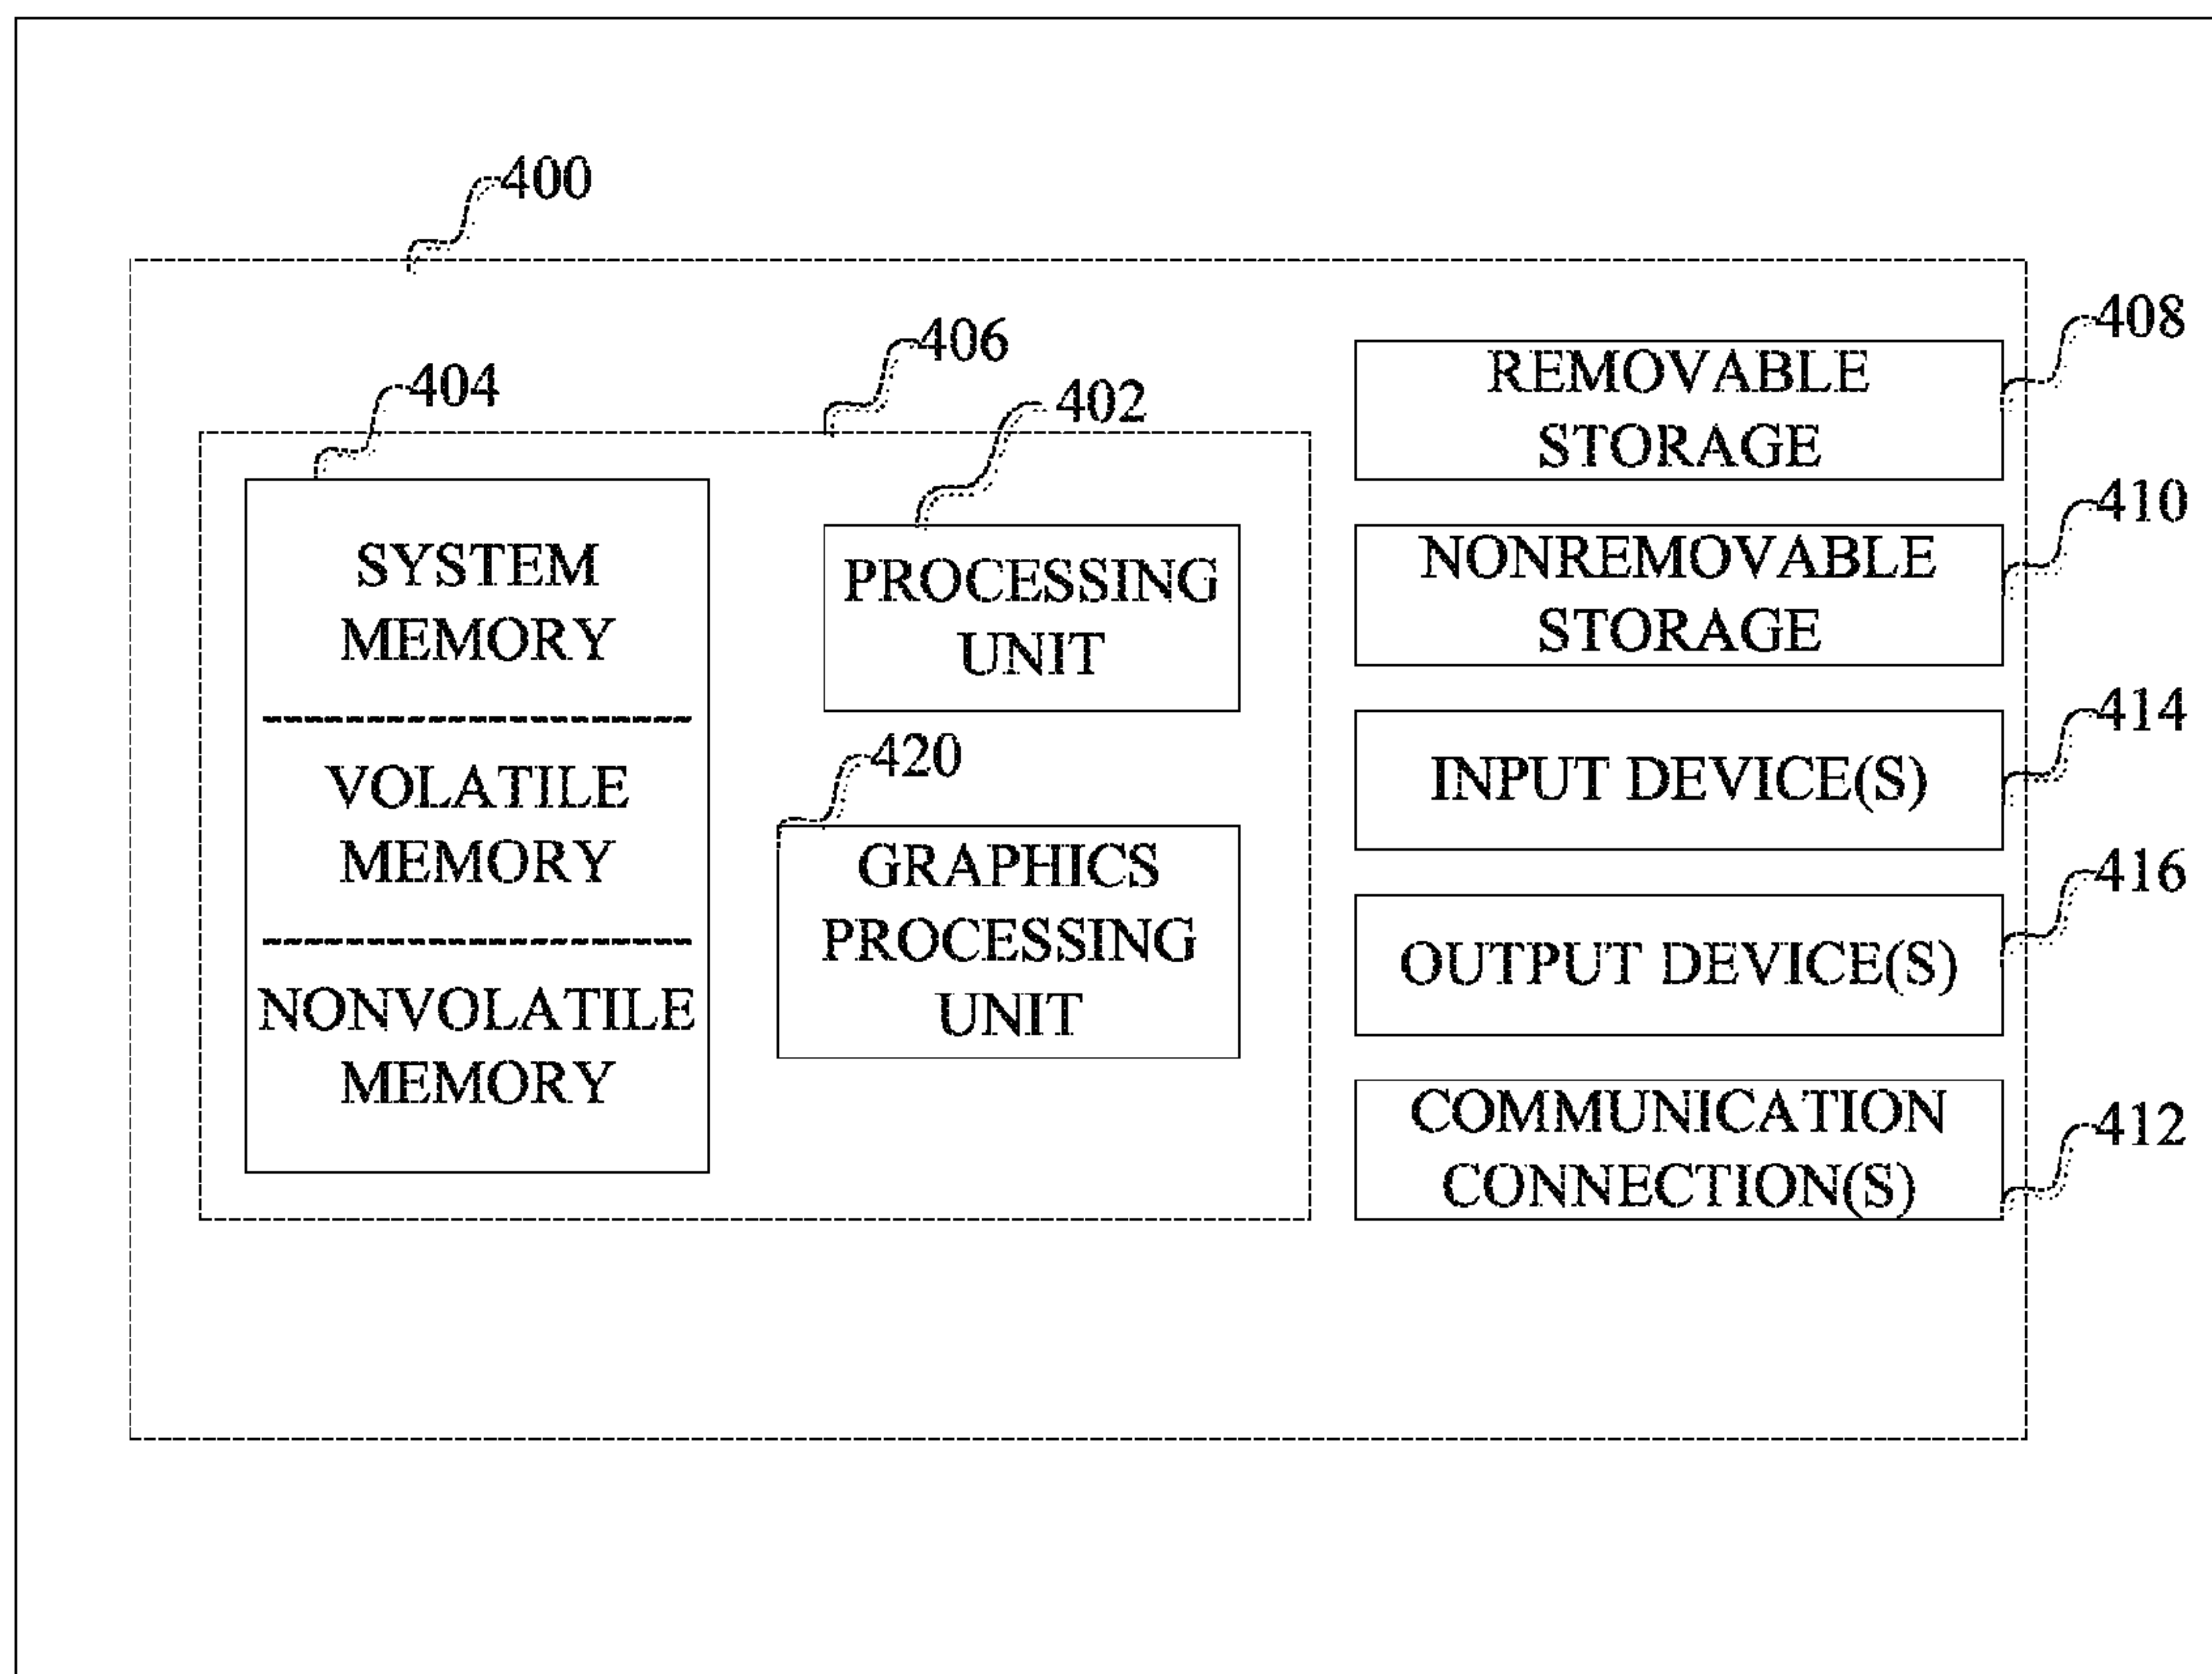 400
406
404
402
SYSTEM
MEMORY
VOLATILE
MEMORY
NONVOLATILE
MEMORY
PROCESSING
UNIT
420
GRAPHICS
PROCESSING
UNIT
408
REMOVABLE
STORAGE
410
NONREMOVABLE
STORAGE
414
INPUT DEVICE(S)
416
OUTPUT DEVICE(S)
412
COMMUNICATION
CONNECTION(S)